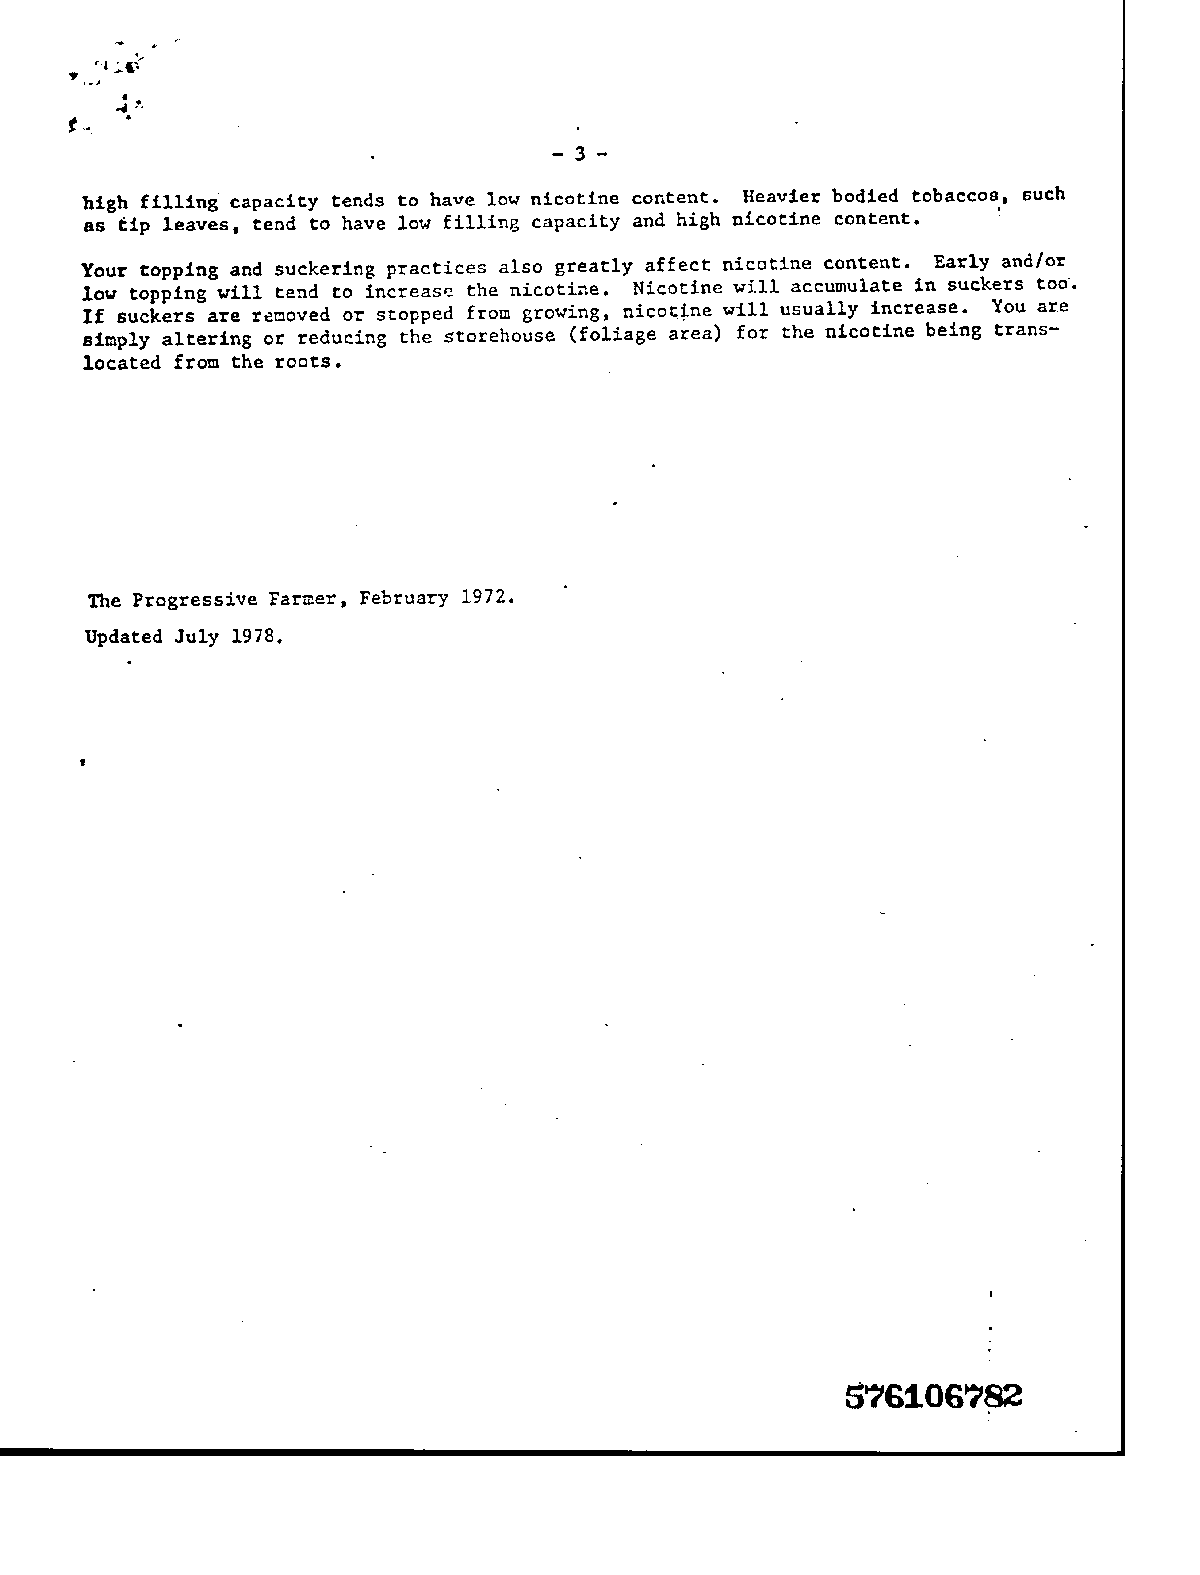 - 3 -
high filling capacity tends to have low nicotine content. Heavier bodied tobaccos, such
as tip leaves, tend to have low filling capacity and high nicotine content.
Your topping and suckering practices also greatly affect nicotine content. Early and/or
low topping will tend to increase the nicotine. Nicotine will accumulate in suckers too.
If suckers are removed or stopped from growing, nicotine will usually increase. You are
simply altering or reducing the storehouse (foliage area) for the nicotine being trans-
located from the roots.
The Progressive Farmer, February 1972.
Updated July 1978.
576106782